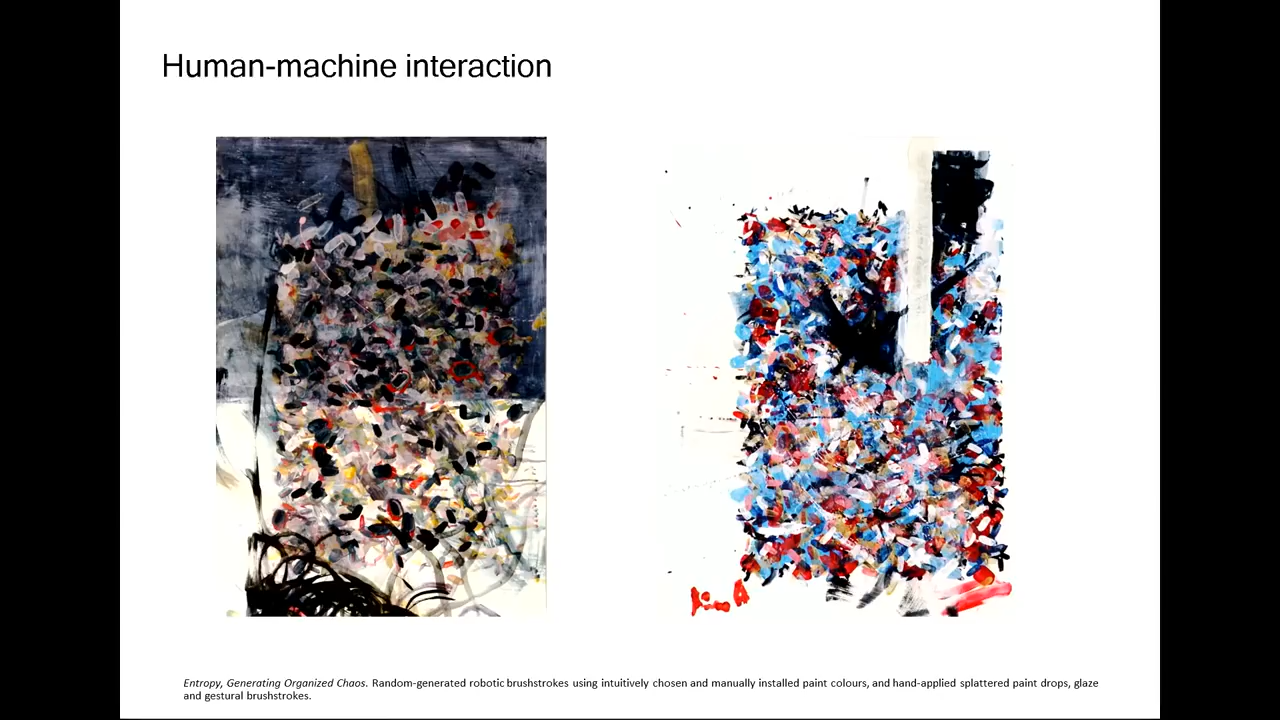 Human-machine interaction
Entropy, Generating Organized Chaos. Random-generated robotic brushstrokes using intuitively chosen and manually installed paint colours, and hand-applied splattered paint drops, glaze
and gestural brushstrokes.